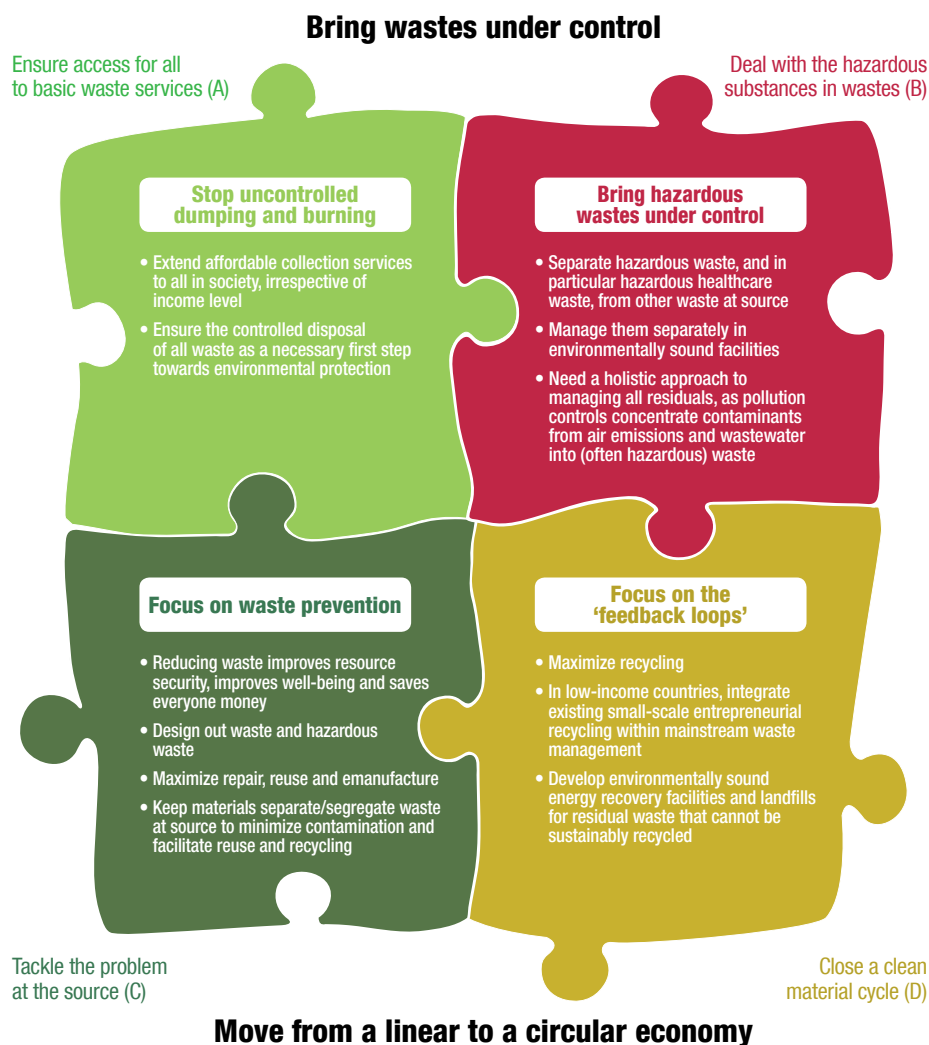 Bring wastes under control
Ensure access for all
to basic waste services (A)
Deal with the hazardous
substances in wastes (B)
Stop uncontrolled
dumping and burning
• Extend affordable collection services
to all in society, irrespective of
income level
• Ensure the controlled disposal
of all waste as a necessary first step
towards environmental protection
Bring hazardous
wastes under control
• Separate hazardous waste, and in
particular hazardous healthcare
waste, from other waste at source
• Manage them separately in
environmentally sound facilities
• Need a holistic approach to
managing all residuals, as pollution
controls concentrate contaminants
from air emissions and wastewater
into (often hazardous) waste
Focus on waste prevention
• Reducing waste improves resource
security, improves well-being and saves
everyone money
• Design out waste and hazardous
waste
• Maximize repair, reuse and emanufacture
• Keep materials separate/segregate waste
at source to minimize contamination and
facilitate reuse and recycling
Focus on the
‘feedback loops’
• Maximize recycling
• In low-income countries, integrate
existing small-scale entrepreneurial
recycling within mainstream waste
management
• Develop environmentally sound
energy recovery facilities and landfills
for residual waste that cannot be
sustainably recycled
Tackle the problem
at the source (C)
Close a clean
material cycle (D)
Move from a linear to a circular economy